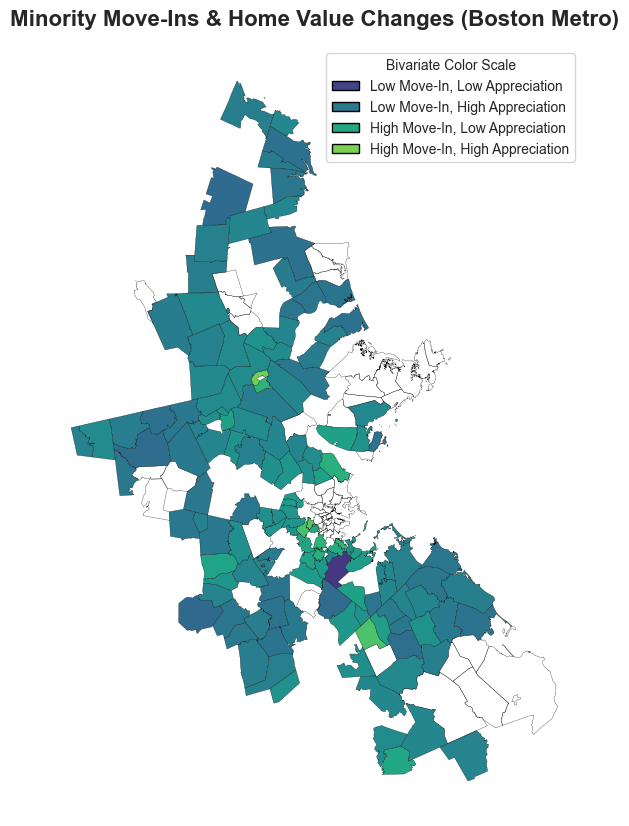 Minority Move-Ins & Home Value Changes (Boston Metro)
Bivariate Color Scale
Low Move-In, Low Appreciation
Low Move-In, High Appreciation
High Move-In, Low Appreciation
High Move-In, High Appreciation